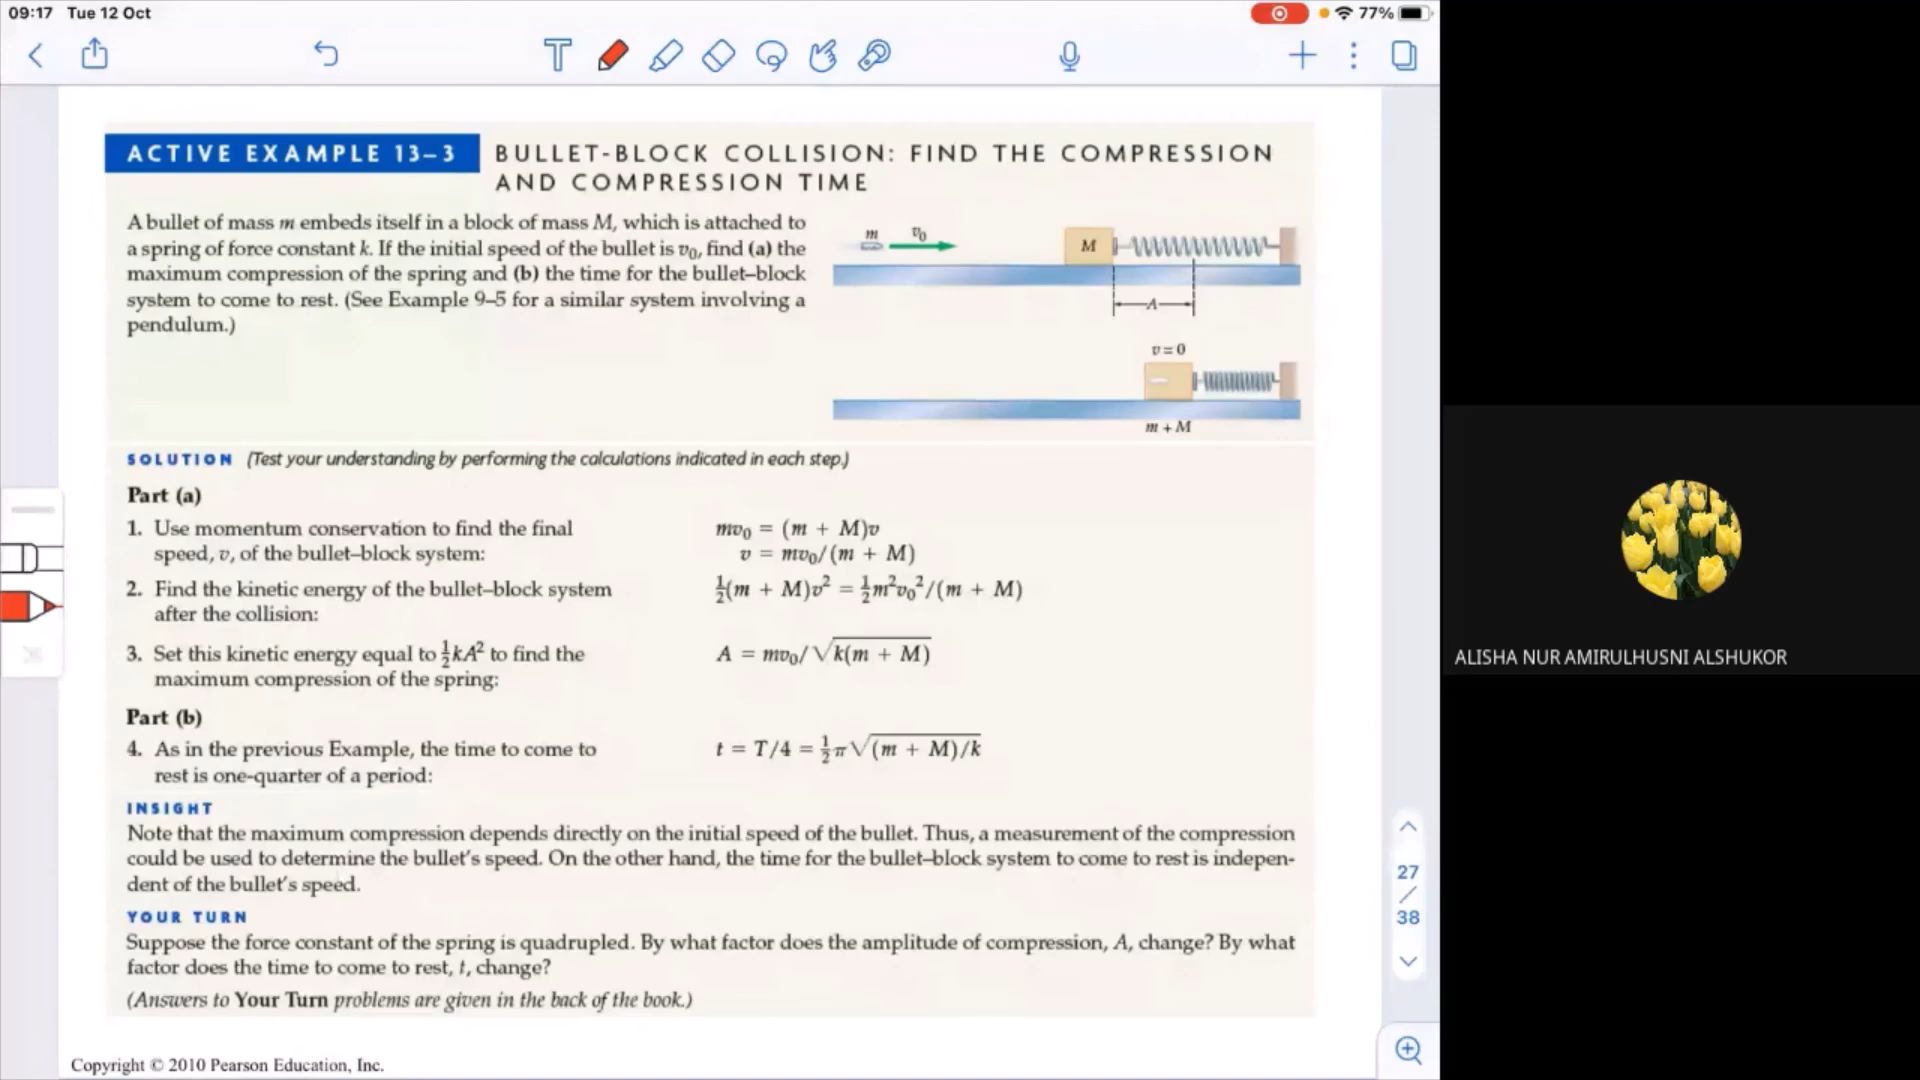 09:17 Tue 12 Oct
77%
ACTIVE EXAMPLE 13–3
BULLET-BLOCK COLLISION: FIND THE COMPRESSION
AND COMPRESSION TIME
A bullet of mass m embeds itself in a block of mass M, which is attached to
a spring of force constant k. If the initial speed of the bullet is v₀, find (a) the
maximum compression of the spring and (b) the time for the bullet–block
system to come to rest. (See Example 9–5 for a similar system involving a
pendulum.)
m v₀
M
A
v = 0
m + M
SOLUTION (Test your understanding by performing the calculations indicated in each step.)
Part (a)
1. Use momentum conservation to find the final
speed, v, of the bullet–block system:
mv₀ = (m + M)v
v = mv₀/(m + M)
2. Find the kinetic energy of the bullet–block system
after the collision:
½(m + M)v² = ½m²v₀²/(m + M)
3. Set this kinetic energy equal to ½kA² to find the
maximum compression of the spring:
A = mv₀/√k(m + M)
Part (b)
4. As in the previous Example, the time to come to
rest is one-quarter of a period:
t = T/4 = ½π√(m + M)/k
INSIGHT
Note that the maximum compression depends directly on the initial speed of the bullet. Thus, a measurement of the compression
could be used to determine the bullet's speed. On the other hand, the time for the bullet–block system to come to rest is indepen-
dent of the bullet's speed.
YOUR TURN
Suppose the force constant of the spring is quadrupled. By what factor does the amplitude of compression, A, change? By what
factor does the time to come to rest, t, change?
(Answers to Your Turn problems are given in the back of the book.)
Copyright © 2010 Pearson Education, Inc.
27
/
38
ALISHA NUR AMIRULHUSNI ALSHUKOR